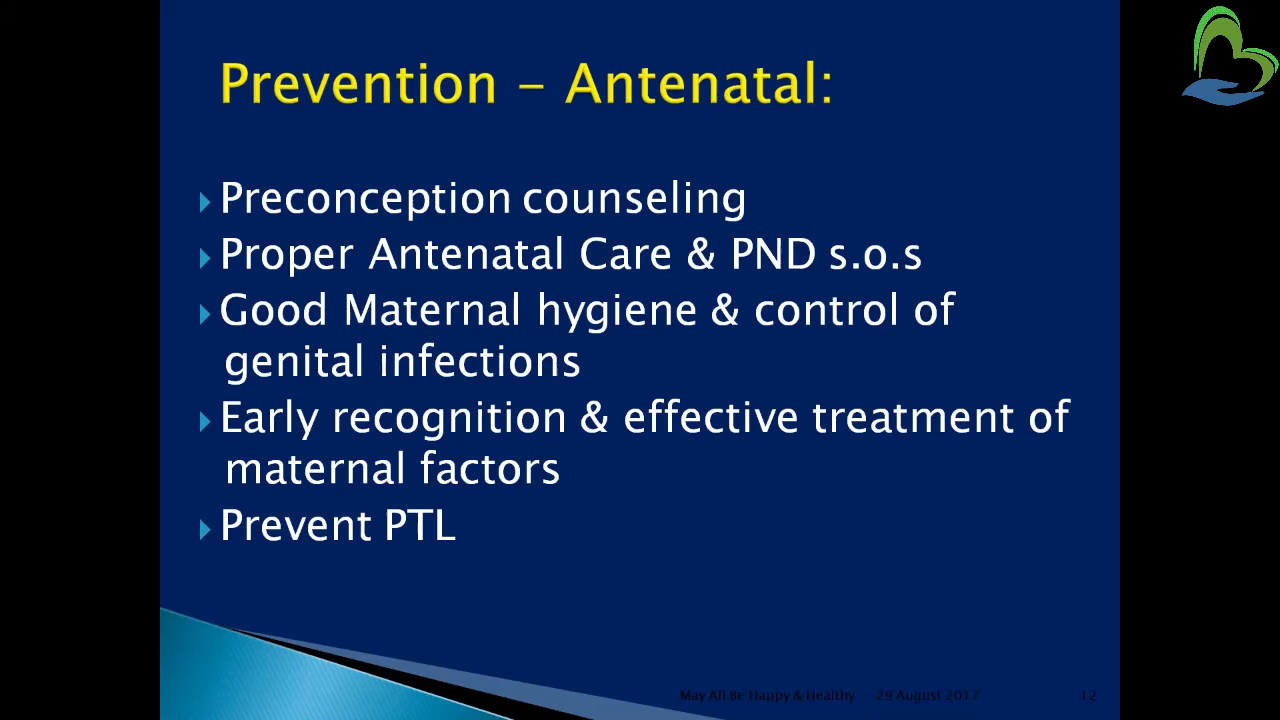 Prevention - Antenatal:
Preconception counseling
Proper Antenatal Care & PND s.o.s
Good Maternal hygiene & control of
genital infections
Early recognition & effective treatment of
maternal factors
Prevent PTL
May All Be Happy & Healthy 29 August 2017 12